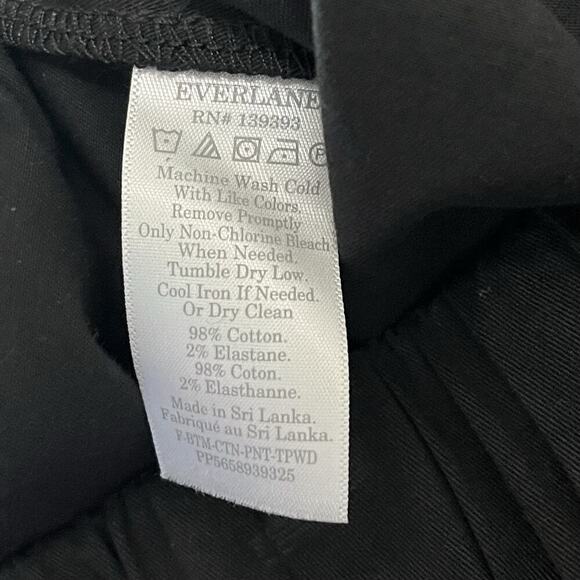 EVERLANE
RN# 139393
P
Machine Wash Cold
With Like Colors.
Remove Promptly
Only Non-Chlorine Bleach
When Needed.
Tumble Dry Low.
Cool Iron If Needed.
Or Dry Clean
98% Cotton.
2% Elastane.
98% Coton.
2% Elasthanne.
Made in Sri Lanka.
Fabriqué au Sri Lanka.
F-BTM-CTN-PNT-TPWD
PP5658939325